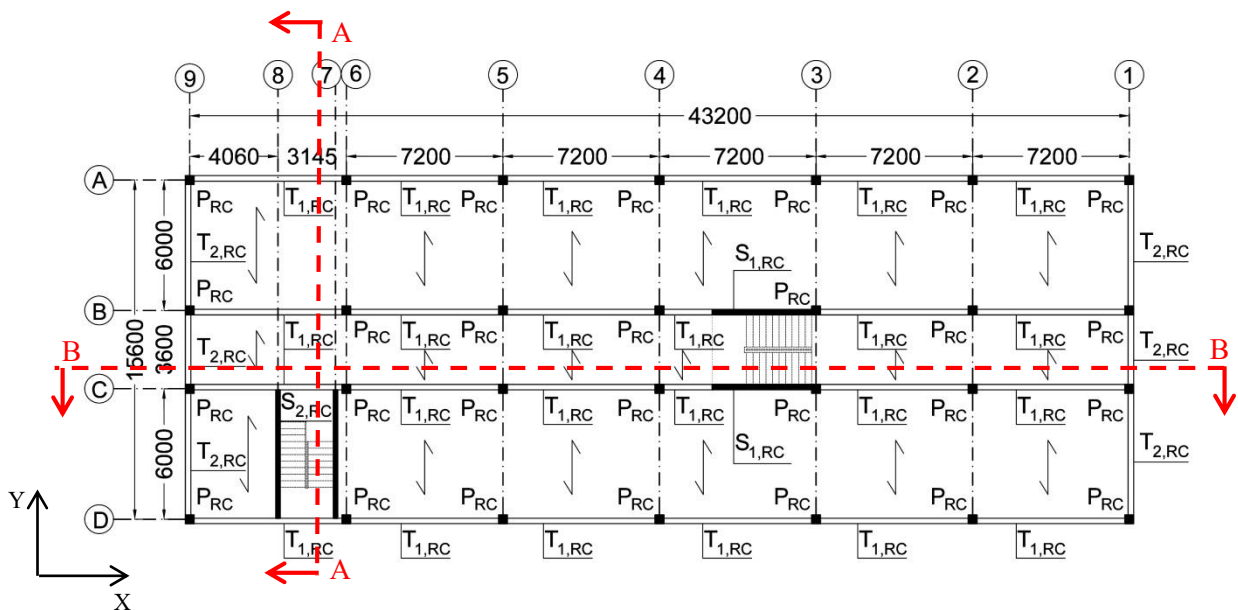 A
9 8 7 6 5 4 3 2 1
43200
4060 3145 7200 7200 7200 7200 7200
A
P_RC T_1,RC P_RC T_1,RC P_RC T_1,RC P_RC T_1,RC P_RC T_1,RC P_RC T_1,RC P_RC
6000
T_2,RC S_1,RC T_2,RC
P_RC P_RC
B
15600
3600
T_1,RC P_RC T_1,RC P_RC T_1,RC P_RC T_1,RC T_1,RC P_RC T_1,RC P_RC
B T_2,RC T_2,RC B
C
P_RC S_2,RC P_RC T_1,RC P_RC T_1,RC P_RC T_1,RC P_RC T_1,RC P_RC T_1,RC P_RC
6000
T_2,RC S_1,RC T_2,RC
P_RC P_RC P_RC P_RC P_RC P_RC P_RC
Y D
T_1,RC T_1,RC T_1,RC T_1,RC T_1,RC T_1,RC
A
X